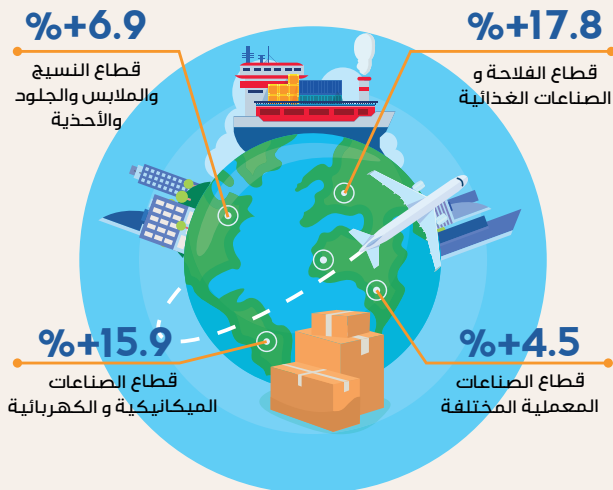 %+17.8
قطاع الفلاحة و
الصناعات الغذائية
%+6.9
قطاع النسيج
والملابس والجلود
والأحذية
%+4.5
قطاع الصناعات
المعملية المختلفة
%+15.9
قطاع الصناعات
الميكانيكية و الكهربائية